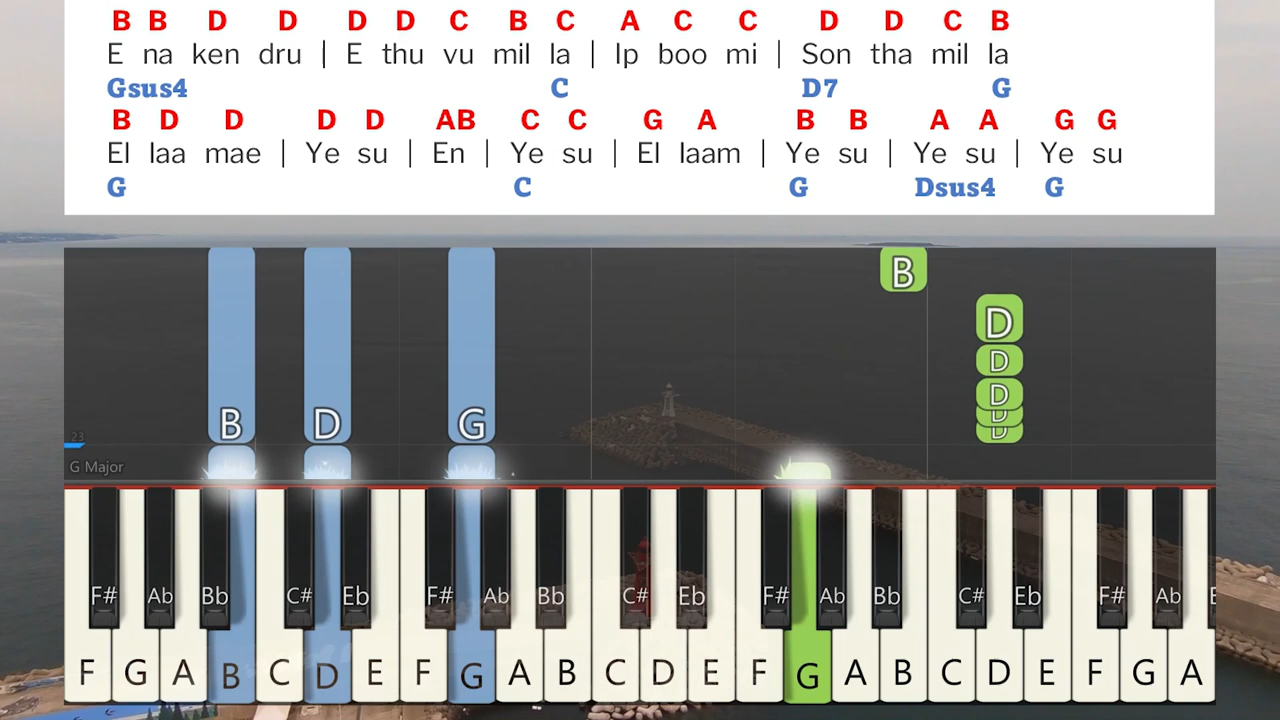 B B D D D D C B C A C C D D C B
E na ken dru | E thu vu mil la | Ip boo mi | Son tha mil la
Gsus4 C D7 G
B D D D D AB C C G A B B A A G G
El laa mae | Ye su | En | Ye su | El laam | Ye su | Ye su | Ye su
G C G Dsus4 G
B
D
D
D
D
D
B D G
23
G Major
F# Ab Bb C# Eb F# Ab Bb C# Eb F# Ab Bb C# Eb F# Ab
F G A B C D E F G A B C D E F G A B C D E F G A